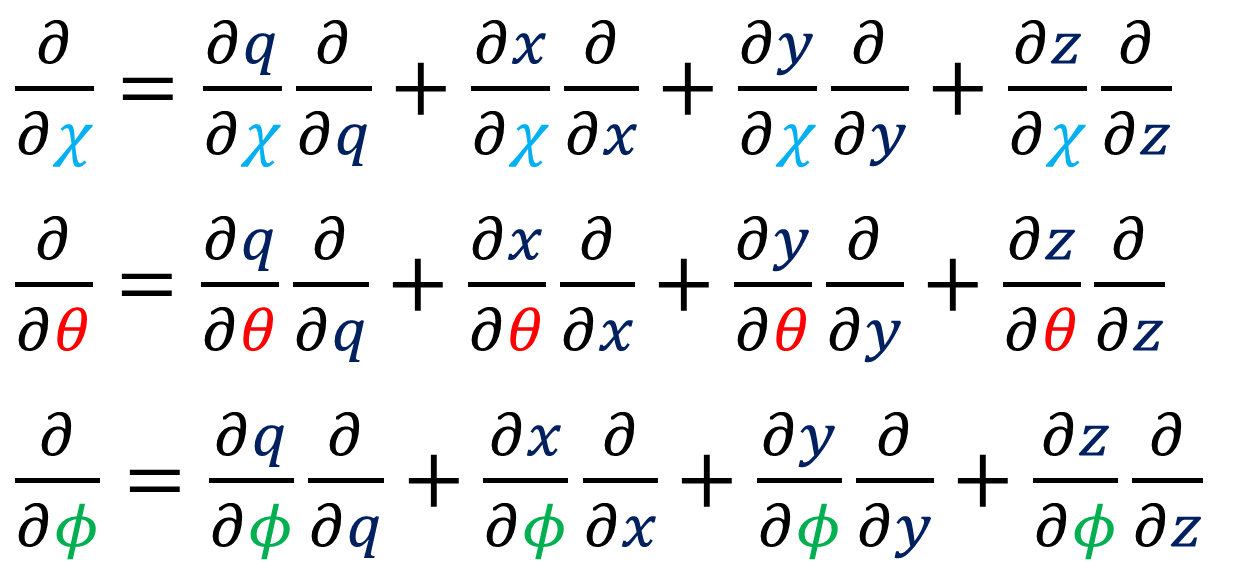 ∂/∂χ = ∂q/∂χ ∂/∂q + ∂x/∂χ ∂/∂x + ∂y/∂χ ∂/∂y + ∂z/∂χ ∂/∂z
∂/∂θ = ∂q/∂θ ∂/∂q + ∂x/∂θ ∂/∂x + ∂y/∂θ ∂/∂y + ∂z/∂θ ∂/∂z
∂/∂ϕ = ∂q/∂ϕ ∂/∂q + ∂x/∂ϕ ∂/∂x + ∂y/∂ϕ ∂/∂y + ∂z/∂ϕ ∂/∂z